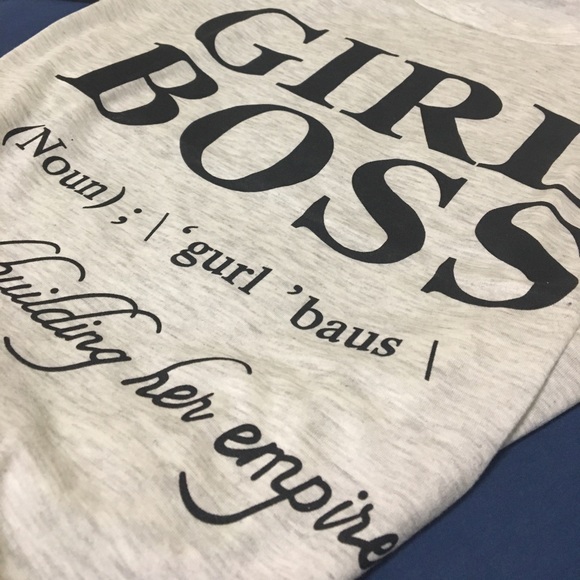 GIRL
BOSS
(Noun) ; | ‘gurl ’baus |
building her empire